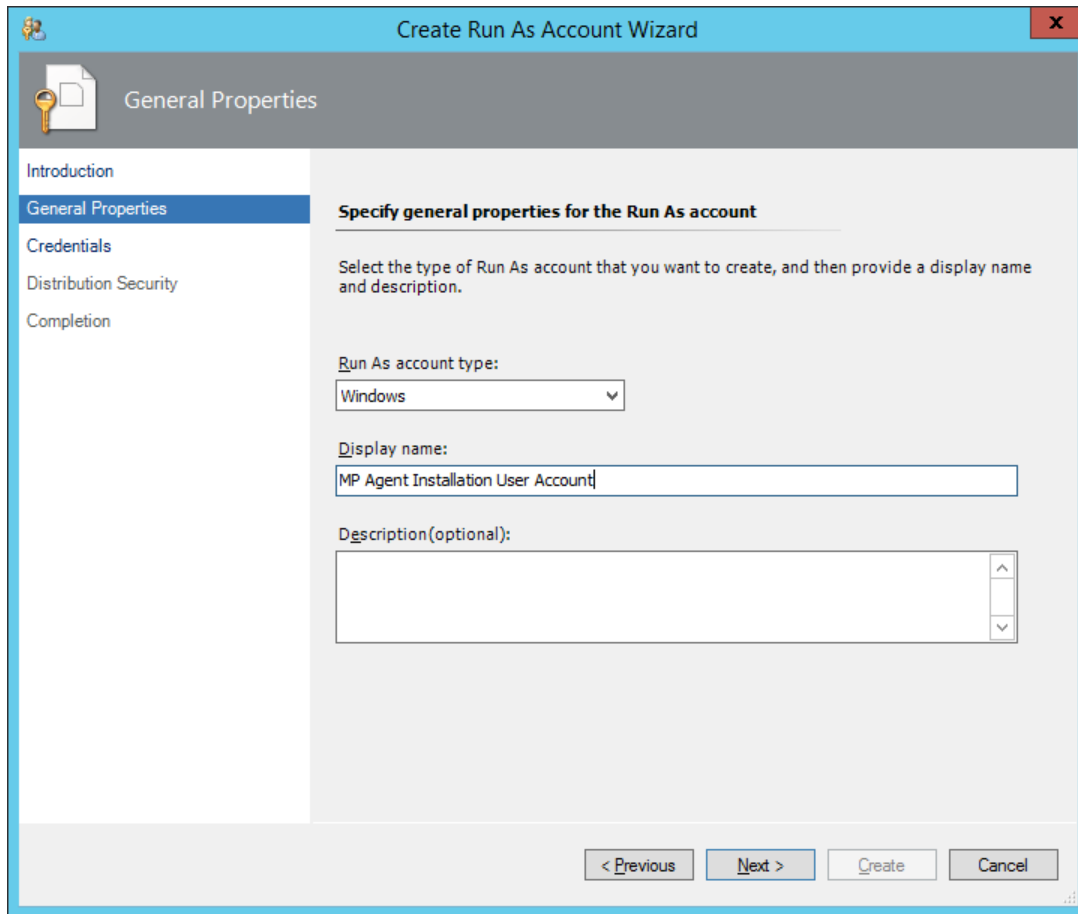 Create Run As Account Wizard
x
General Properties
Introduction
General Properties
Credentials
Distribution Security
Completion
Specify general properties for the Run As account
Select the type of Run As account that you want to create, and then provide a display name
and description.
Run As account type:
Windows
Display name:
MP Agent Installation User Account
Description(optional):
< Previous
Next >
Create
Cancel